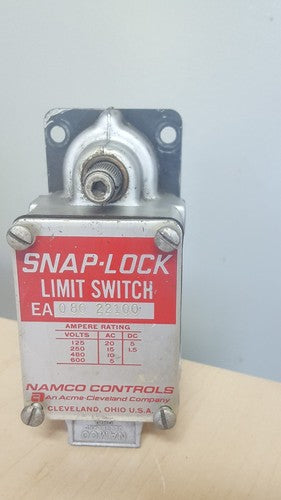 SNAP-LOCK
LIMIT SWITCH
EA 080 22100
AMPERE RATING
VOLTS AC DC
125 20 5
250 15 1.5
480 10
600 5
NAMCO CONTROLS
An Acme-Cleveland Company
CLEVELAND, OHIO U.S.A.